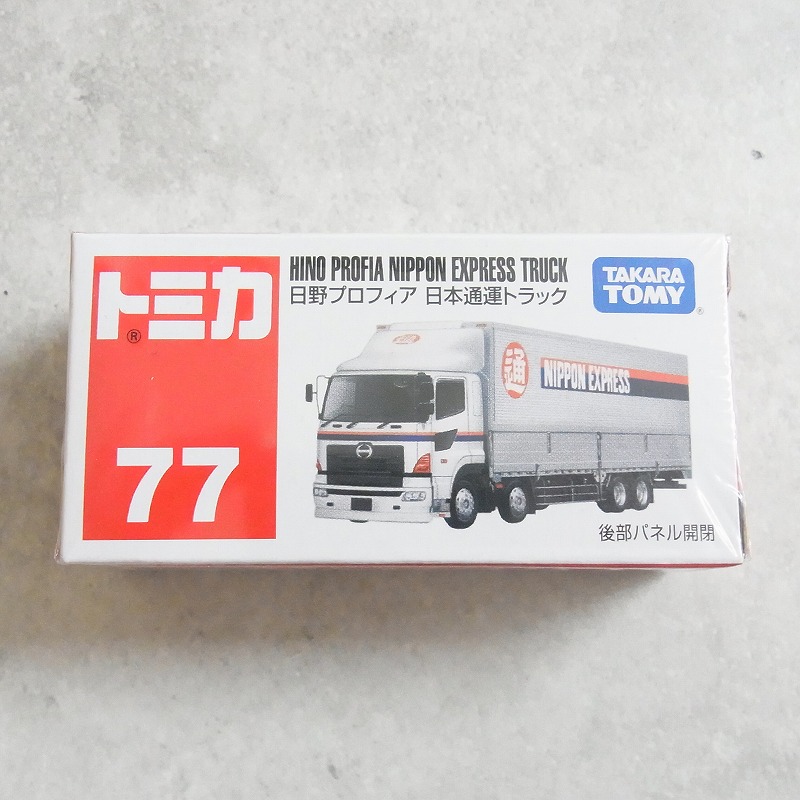 トミカ
®
77
HINO PROFIA NIPPON EXPRESS TRUCK
日野プロフィア 日本通運トラック
TAKARA
TOMY
®
通
NIPPON EXPRESS
後部パネル開閉